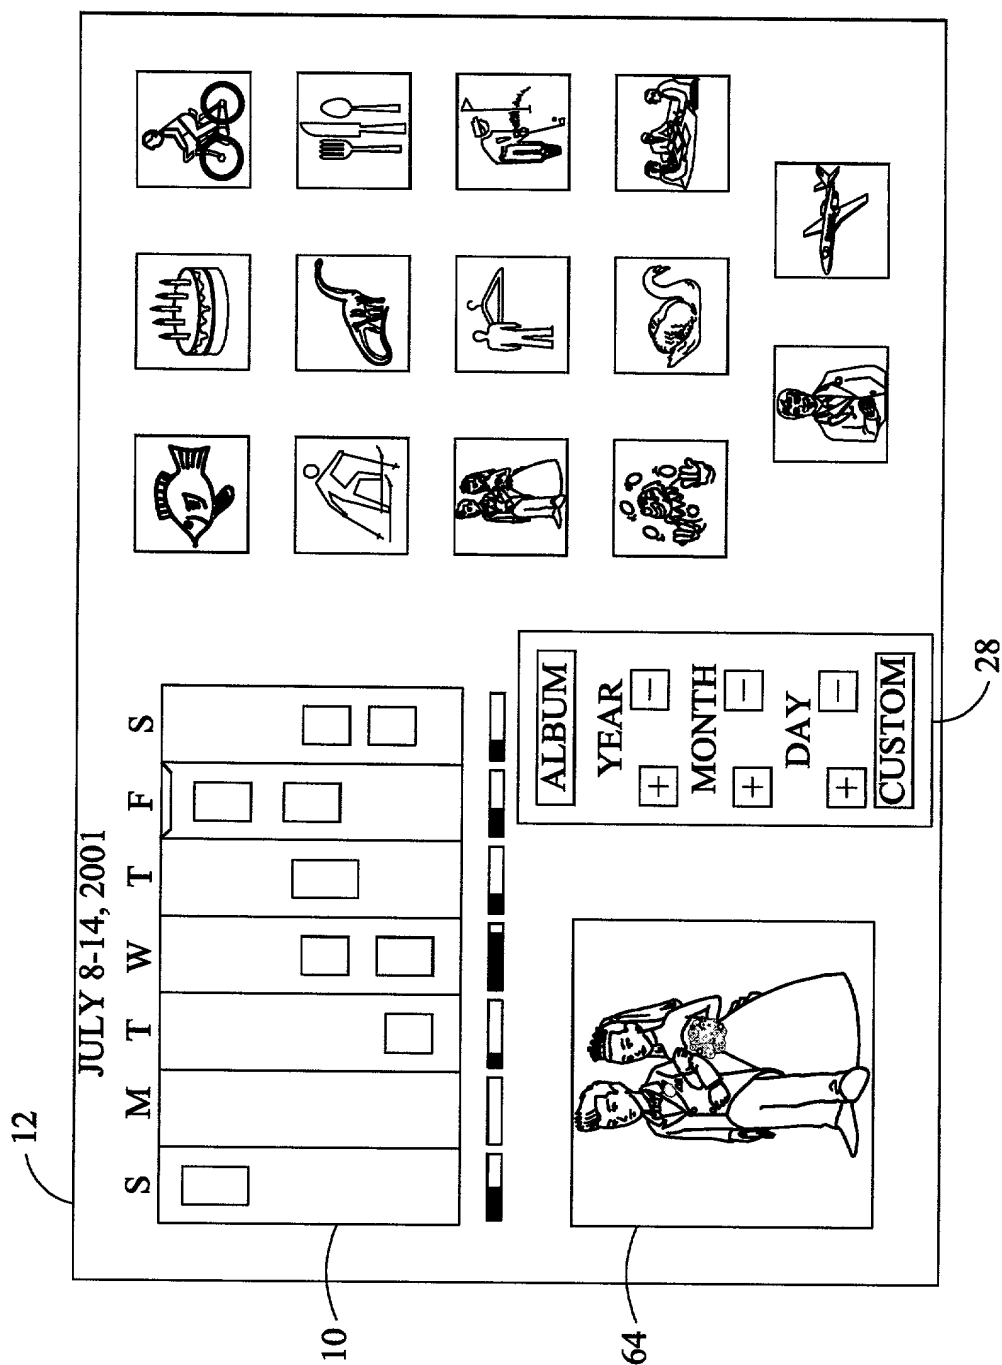 12
JULY 8-14, 2001
S M T W T F S
10
64
ALBUM
YEAR
+ −
MONTH
+ −
DAY
+ −
CUSTOM
28